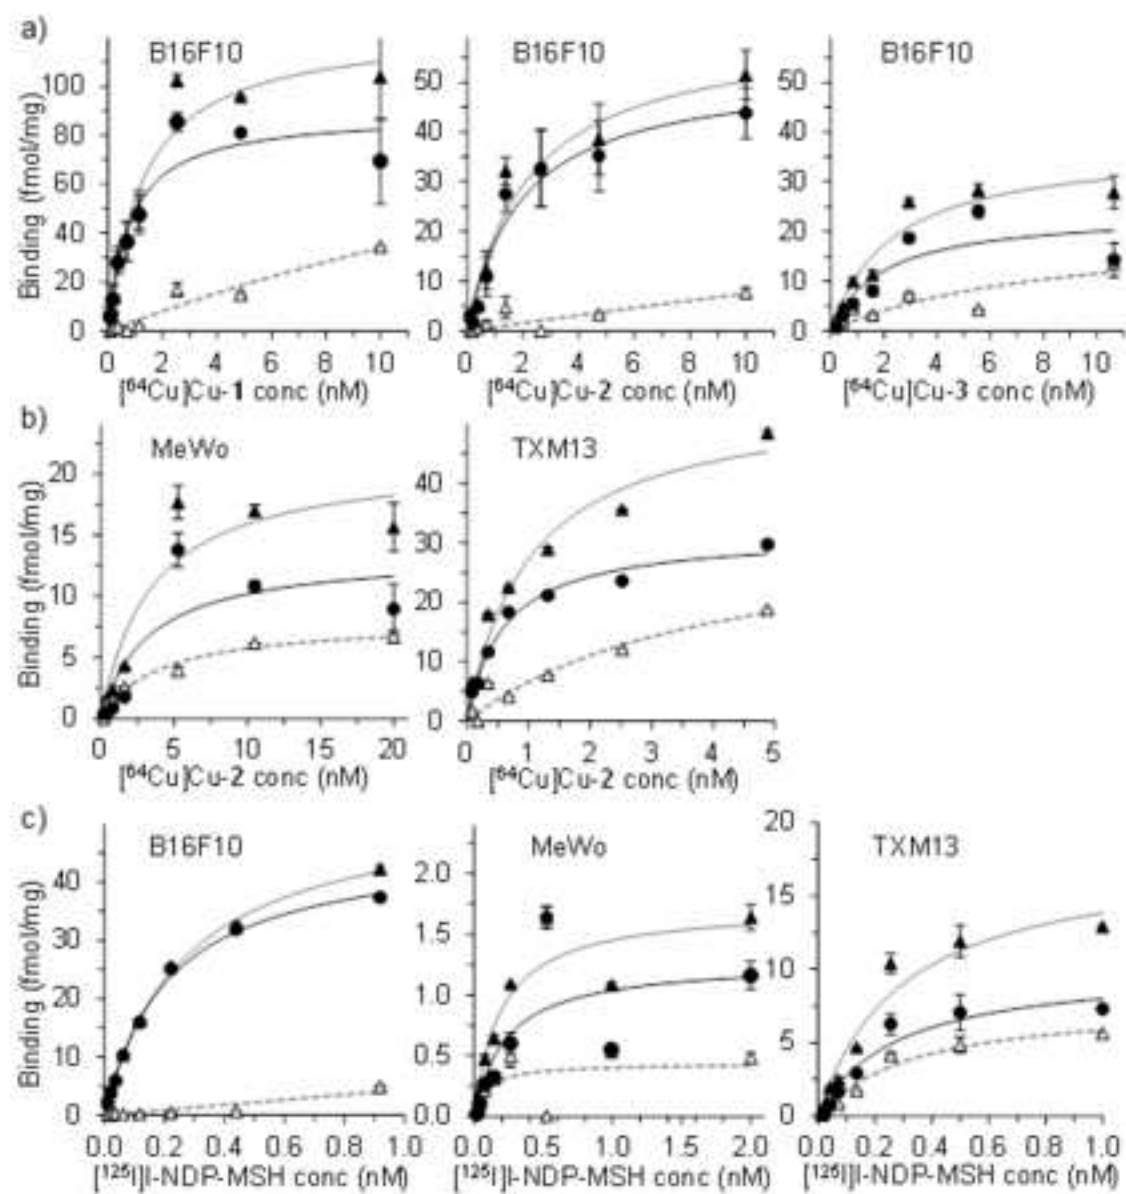 a)
B16F10
B16F10
B16F10
Binding (fmol/mg)
100
80
60
40
20
0
50
40
30
20
10
0
50
40
30
20
10
0
0 2 4 6 8 10
0 2 4 6 8 10
0 2 4 6 8 10
[⁶⁴Cu]Cu-1 conc (nM)
[⁶⁴Cu]Cu-2 conc (nM)
[⁶⁴Cu]Cu-3 conc (nM)
b)
MeWo
TXM13
Binding (fmol/mg)
20
15
10
5
0
40
30
20
10
0
0 5 10 15 20
0 1 2 3 4 5
[⁶⁴Cu]Cu-2 conc (nM)
[⁶⁴Cu]Cu-2 conc (nM)
c)
B16F10
MeWo
TXM13
Binding (fmol/mg)
40
30
20
10
0
2.0
1.5
1.0
0.5
0.0
20
15
10
5
0
0.0 0.2 0.4 0.6 0.8 1.0
0.0 0.5 1.0 1.5 2.0
0.0 0.2 0.4 0.6 0.8 1.0
[¹²⁵I]I-NDP-MSH conc (nM)
[¹²⁵I]I-NDP-MSH conc (nM)
[¹²⁵I]I-NDP-MSH conc (nM)